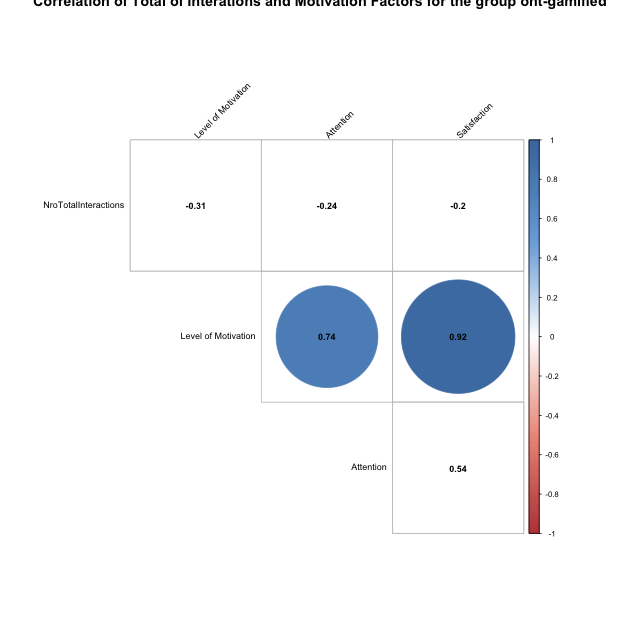 Correlation of Total of Interations and Motivation Factors for the group ont-gamified
Level of Motivation
Attention
Satisfaction
NroTotalInteractions
-0.31
-0.24
-0.2
Level of Motivation
0.74
0.92
Attention
0.54
1
0.8
0.6
0.4
0.2
0
-0.2
-0.4
-0.6
-0.8
-1